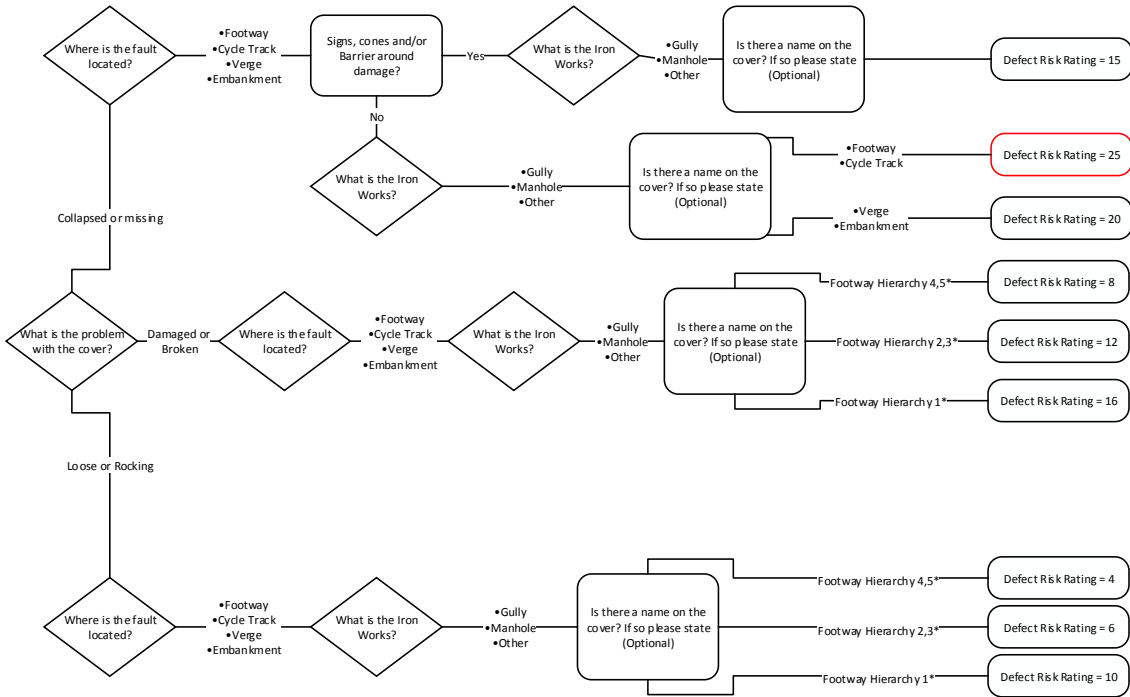 Where is the fault
located?
•Footway
•Cycle Track
•Verge
•Embankment
Signs, cones and/or
Barrier around
damage?
Yes
What is the Iron
Works?
•Gully
•Manhole
•Other
Is there a name on the
cover? If so please state
(Optional)
Defect Risk Rating = 15
No
What is the Iron
Works?
•Gully
•Manhole
•Other
Is there a name on the
cover? If so please state
(Optional)
•Footway
•Cycle Track
Defect Risk Rating = 25
•Verge
•Embankment
Defect Risk Rating = 20
Collapsed or missing
What is the problem
with the cover?
Damaged or
Broken
Where is the fault
located?
•Footway
•Cycle Track
•Verge
•Embankment
What is the Iron
Works?
•Gully
•Manhole
•Other
Is there a name on the
cover? If so please state
(Optional)
Footway Hierarchy 4,5*
Defect Risk Rating = 8
Footway Hierarchy 2,3*
Defect Risk Rating = 12
Footway Hierarchy 1*
Defect Risk Rating = 16
Loose or Rocking
Where is the fault
located?
•Footway
•Cycle Track
•Verge
•Embankment
What is the Iron
Works?
•Gully
•Manhole
•Other
Is there a name on the
cover? If so please state
(Optional)
Footway Hierarchy 4,5*
Defect Risk Rating = 4
Footway Hierarchy 2,3*
Defect Risk Rating = 6
Footway Hierarchy 1*
Defect Risk Rating = 10